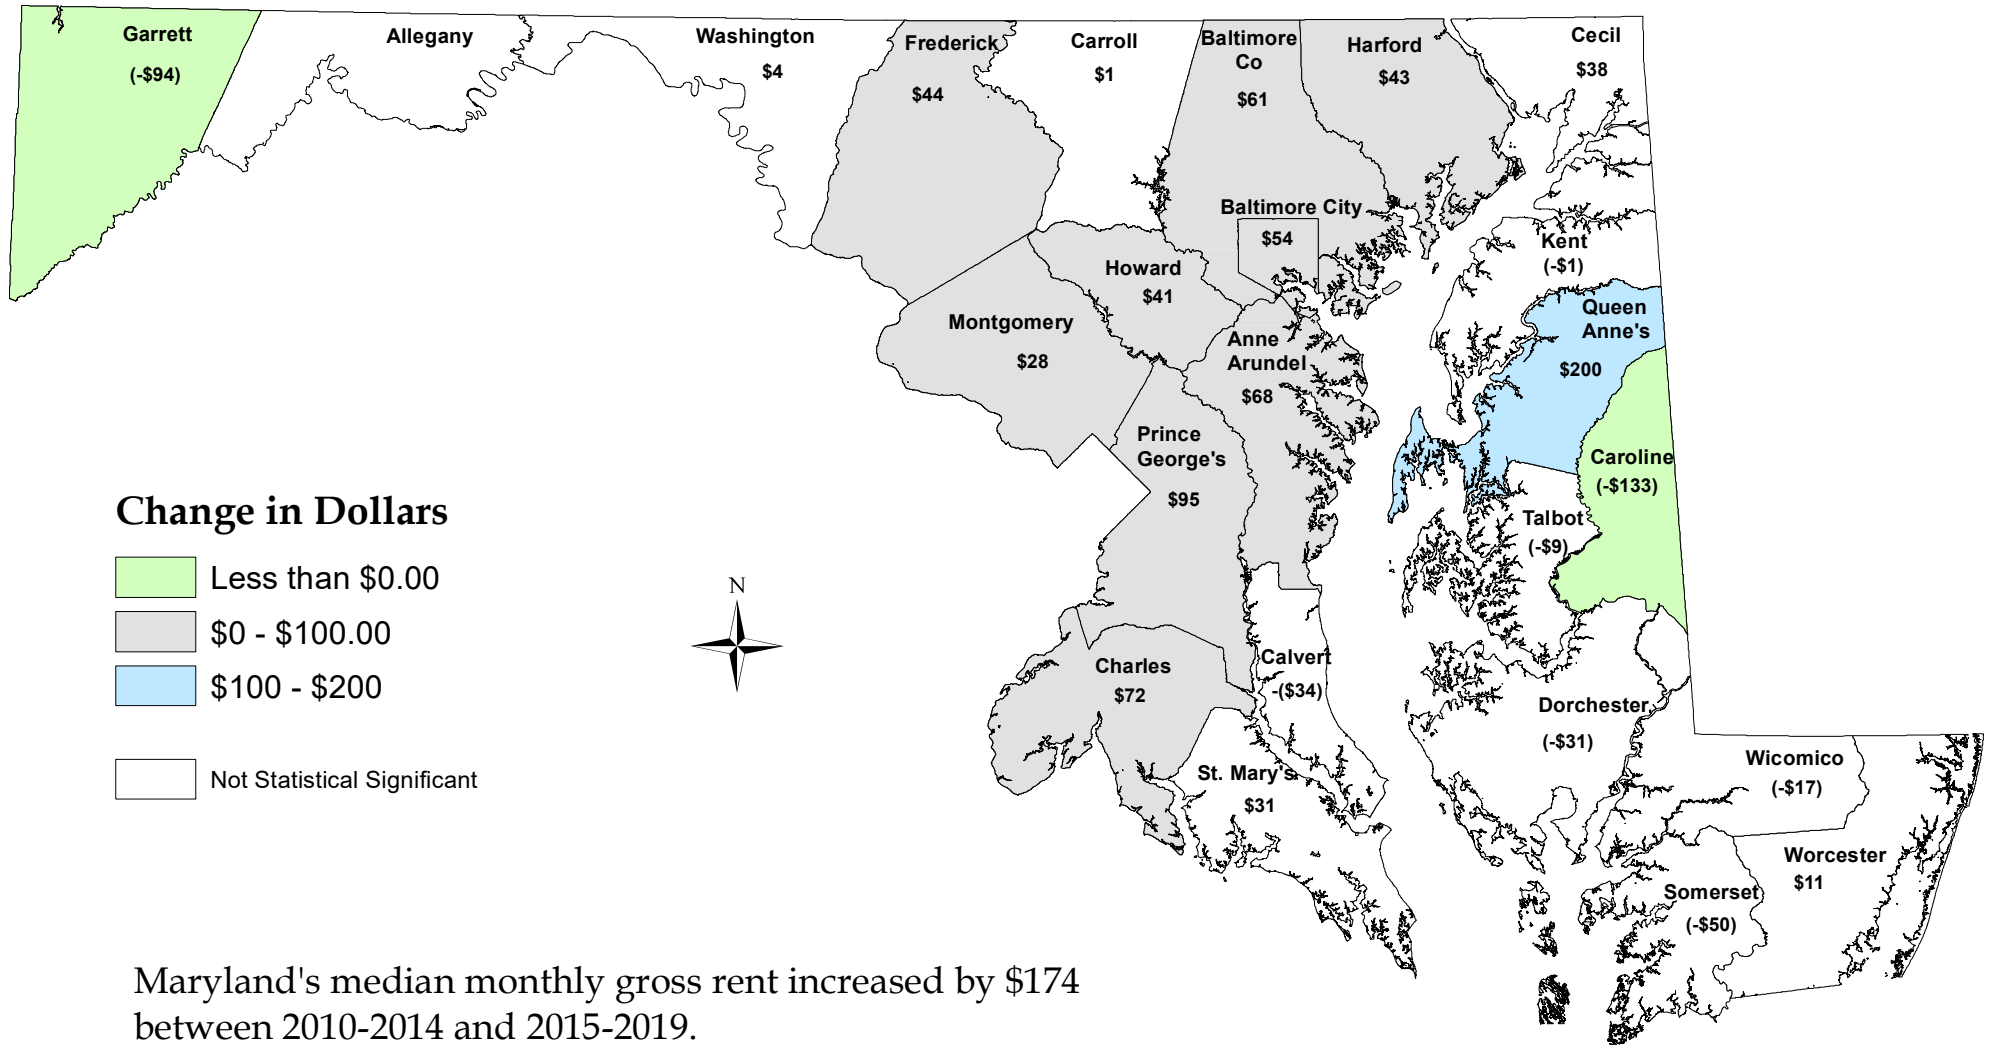 Garrett
(-$94)
Allegany
Washington
$4
Frederick
$44
Carroll
$1
Baltimore
Co
$61
Harford
$43
Cecil
$38
Baltimore City
$54
Kent
(-$1)
Howard
$41
Montgomery
$28
Anne
Arundel
$68
Queen
Anne's
$200
Prince
George's
$95
Caroline
(-$133)
Talbot
(-$9)
Change in Dollars
Less than $0.00
$0 - $100.00
$100 - $200
Not Statistical Significant
N
Charles
$72
Calvert
-($34)
Dorchester
(-$31)
St. Mary's
$31
Wicomico
(-$17)
Worcester
$11
Somerset
(-$50)
Maryland's median monthly gross rent increased by $174
between 2010-2014 and 2015-2019.